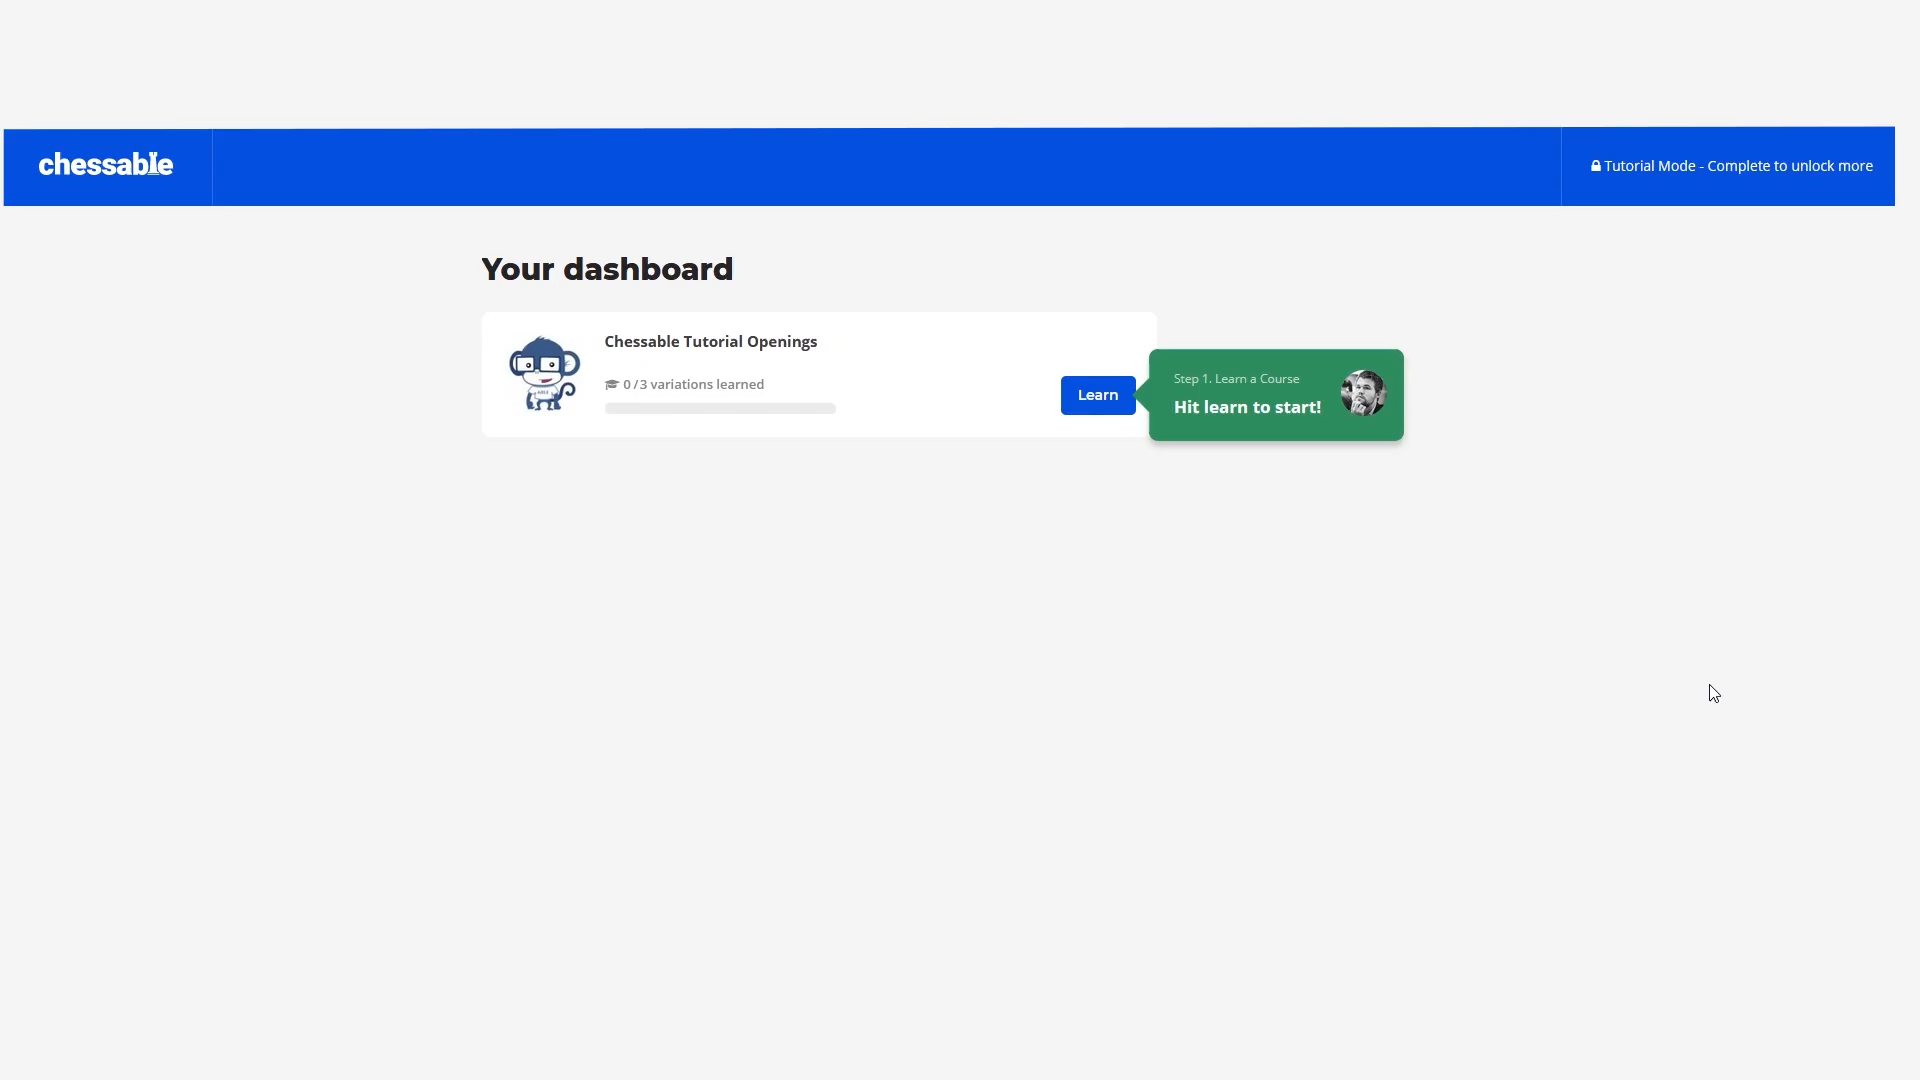 chessable
Tutorial Mode - Complete to unlock more
Your dashboard
Chessable Tutorial Openings
0/3 variations learned
Learn
Step 1. Learn a Course
Hit learn to start!